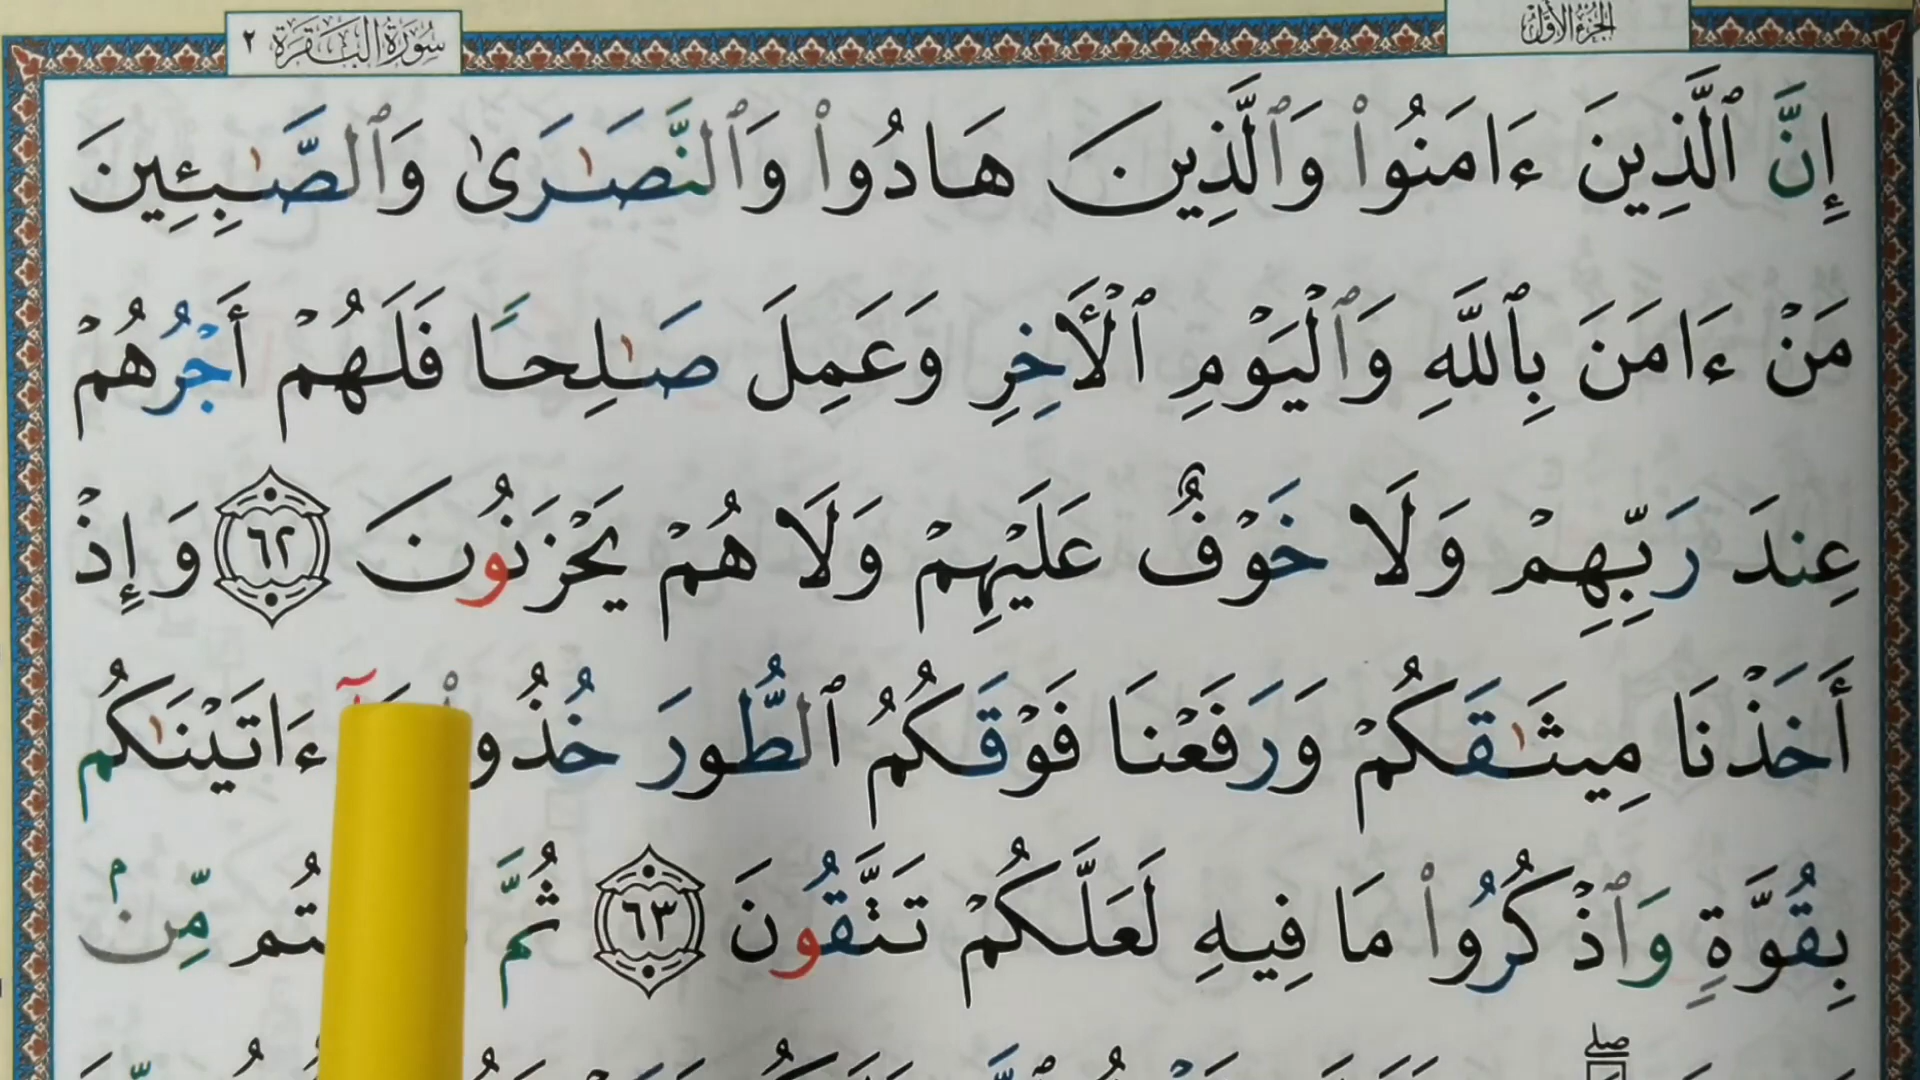 الجزء الأول
سورة البقرة ٢
إِنَّ ٱلَّذِينَ ءَامَنُوا۟ وَٱلَّذِينَ هَادُوا۟ وَٱلنَّصَـٰرَىٰ وَٱلصَّـٰبِـِٔينَ
مَنْ ءَامَنَ بِٱللَّهِ وَٱلْيَوْمِ ٱلْأَخِرِ وَعَمِلَ صَـٰلِحًا فَلَهُمْ أَجْرُهُمْ
عِندَ رَبِّهِمْ وَلَا خَوْفٌ عَلَيْهِمْ وَلَا هُمْ يَحْزَنُونَ ٦٢ وَإِذْ
أَخَذْنَا مِيثَـٰقَكُمْ وَرَفَعْنَا فَوْقَكُمُ ٱلطُّورَ خُذُو ءَاتَيْنَـٰكُم
بِقُوَّةٍ وَٱذْكُرُوا۟ مَا فِيهِ لَعَلَّكُمْ تَتَّقُونَ ٦٣ ثُمَّ تُم مِّنۢ
صلى